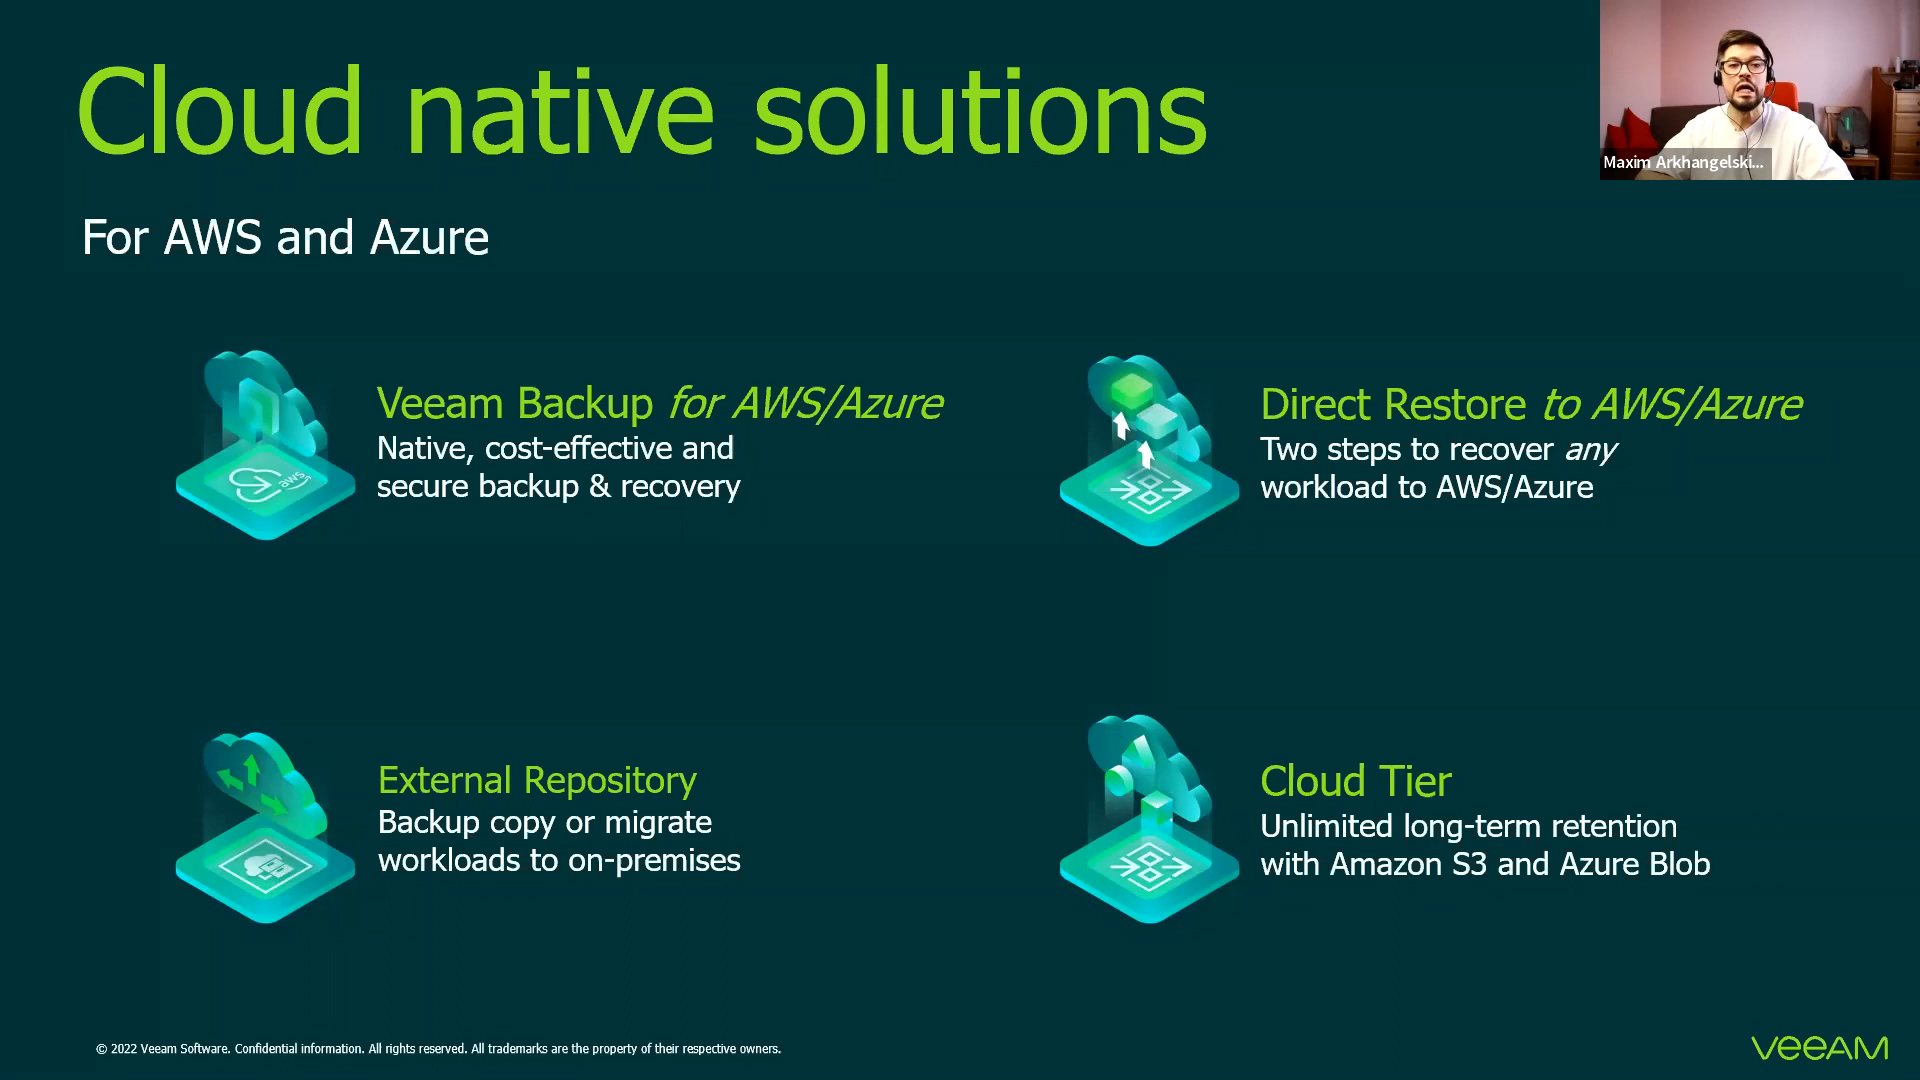 Cloud native solutions
Maxim Arkhangelski...
For AWS and Azure
Veeam Backup for AWS/Azure
Native, cost-effective and
secure backup & recovery
aws
Direct Restore to AWS/Azure
Two steps to recover any
workload to AWS/Azure
External Repository
Backup copy or migrate
workloads to on-premises
Cloud Tier
Unlimited long-term retention
with Amazon S3 and Azure Blob
© 2022 Veeam Software. Confidential information. All rights reserved. All trademarks are the property of their respective owners.
veeAM